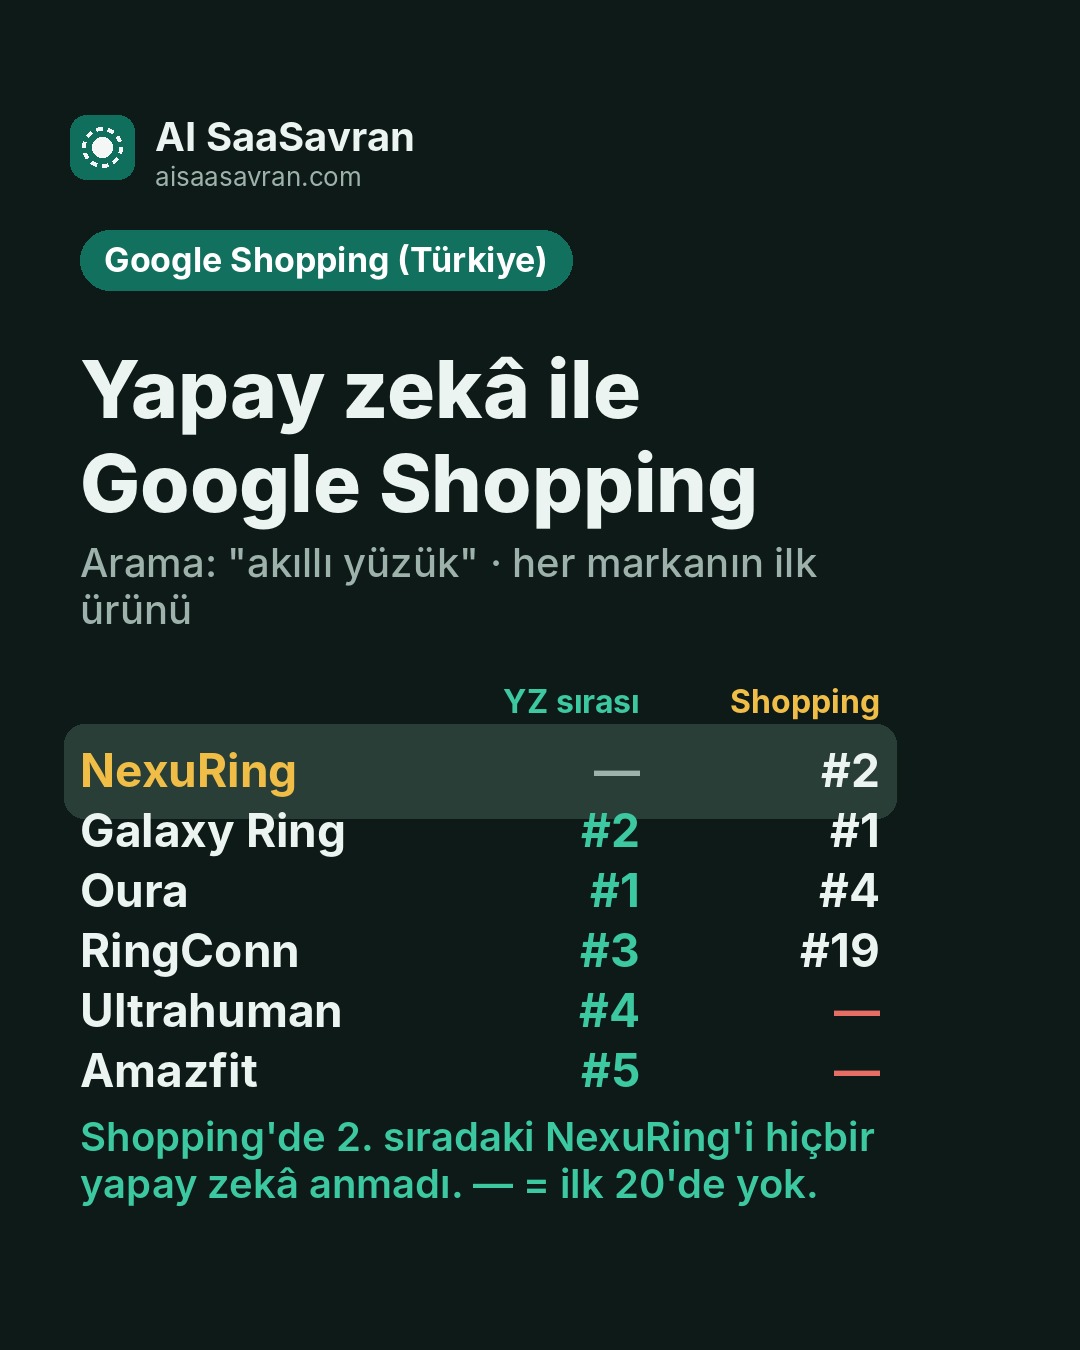 AI SaaSavran
aisaasavran.com
Google Shopping (Türkiye)
Yapay zekâ ile
Google Shopping
Arama: "akıllı yüzük" · her markanın ilk
ürünü
YZ sırası Shopping
NexuRing — #2
Galaxy Ring #2 #1
Oura #1 #4
RingConn #3 #19
Ultrahuman #4 —
Amazfit #5 —
Shopping'de 2. sıradaki NexuRing'i hiçbir
yapay zekâ anmadı. — = ilk 20'de yok.